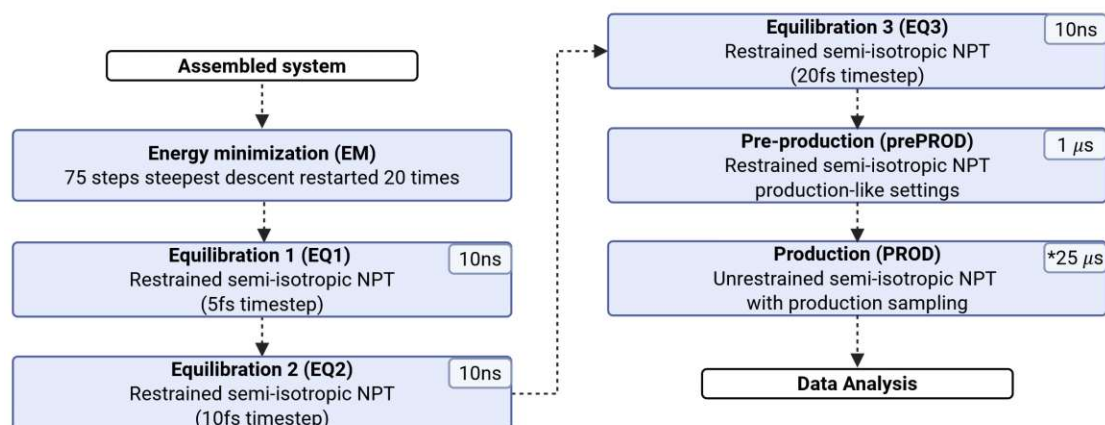 Assembled system
Energy minimization (EM)
75 steps steepest descent restarted 20 times
Equilibration 1 (EQ1)
10ns
Restrained semi-isotropic NPT
(5fs timestep)
Equilibration 2 (EQ2)
10ns
Restrained semi-isotropic NPT
(10fs timestep)
Equilibration 3 (EQ3)
10ns
Restrained semi-isotropic NPT
(20fs timestep)
Pre-production (prePROD)
1 μs
Restrained semi-isotropic NPT
production-like settings
Production (PROD)
*25 μs
Unrestrained semi-isotropic NPT
with production sampling
Data Analysis